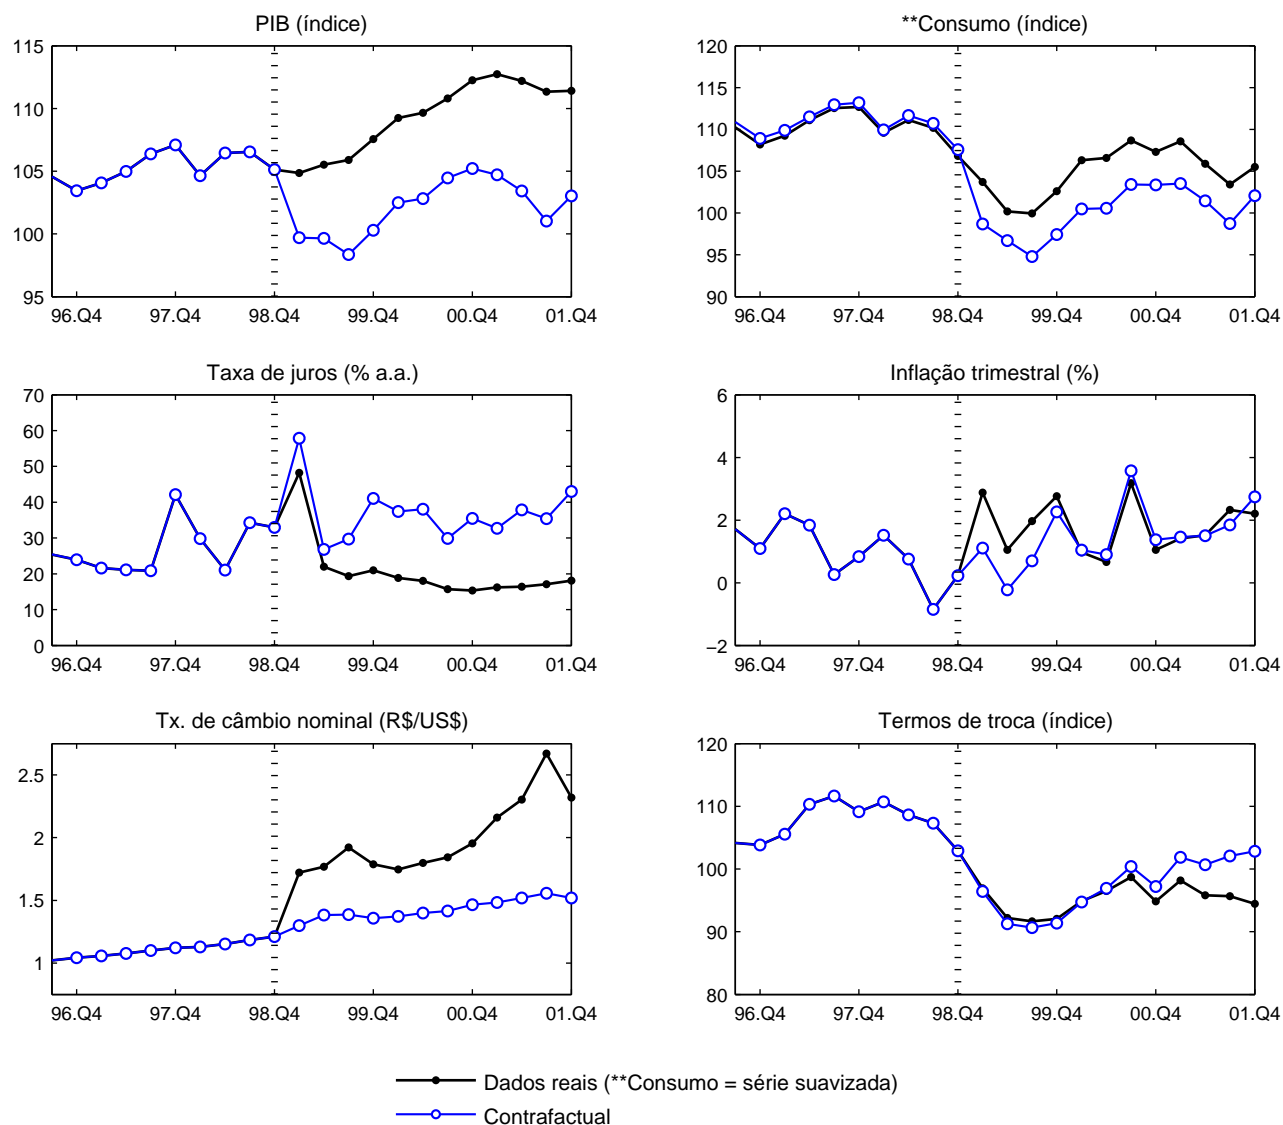 PIB (índice)
115
110
105
100
95
96.Q4 97.Q4 98.Q4 99.Q4 00.Q4 01.Q4
**Consumo (índice)
120
115
110
105
100
95
90
96.Q4 97.Q4 98.Q4 99.Q4 00.Q4 01.Q4
Taxa de juros (% a.a.)
70
60
50
40
30
20
10
0
96.Q4 97.Q4 98.Q4 99.Q4 00.Q4 01.Q4
Inflação trimestral (%)
6
4
2
0
−2
96.Q4 97.Q4 98.Q4 99.Q4 00.Q4 01.Q4
Tx. de câmbio nominal (R$/US$)
2.5
2
1.5
1
96.Q4 97.Q4 98.Q4 99.Q4 00.Q4 01.Q4
Termos de troca (índice)
120
110
100
90
80
96.Q4 97.Q4 98.Q4 99.Q4 00.Q4 01.Q4
Dados reais (**Consumo = série suavizada)
Contrafactual